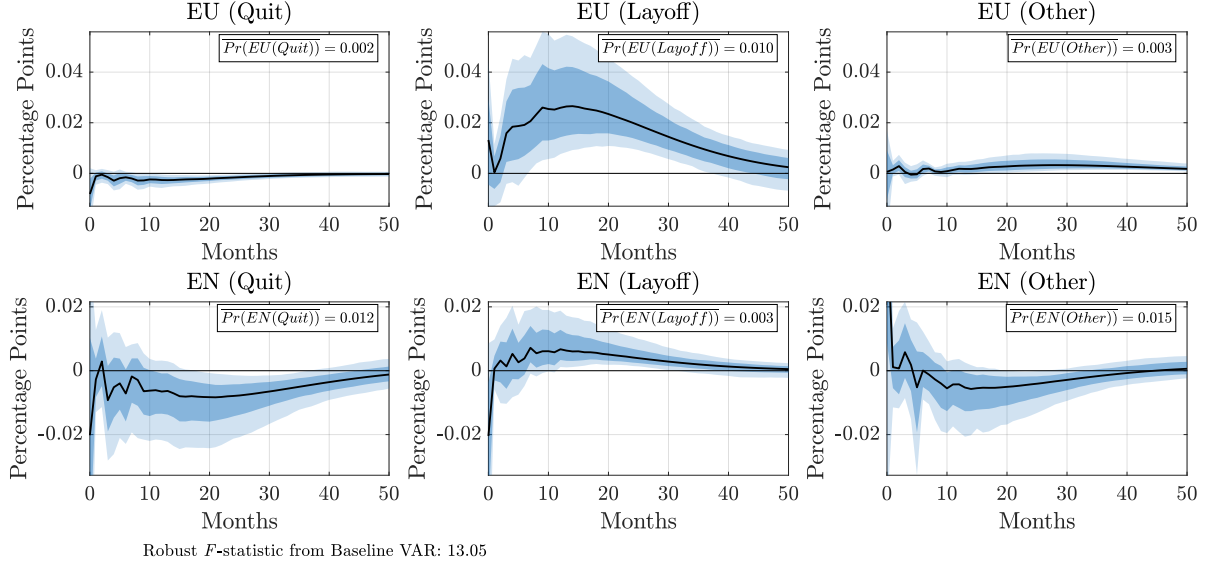 EU (Quit)
Percentage Points
0.04
0.02
0
0 10 20 30 40 50
Months
Pr(EU(Quit)) = 0.002
EU (Layoff)
Percentage Points
0.04
0.02
0
0 10 20 30 40 50
Months
Pr(EU(Layoff)) = 0.010
EU (Other)
Percentage Points
0.04
0.02
0
0 10 20 30 40 50
Months
Pr(EU(Other)) = 0.003
EN (Quit)
Percentage Points
0.02
0
-0.02
0 10 20 30 40 50
Months
Pr(EN(Quit)) = 0.012
EN (Layoff)
Percentage Points
0.02
0
-0.02
0 10 20 30 40 50
Months
Pr(EN(Layoff)) = 0.003
EN (Other)
Percentage Points
0.02
0
-0.02
0 10 20 30 40 50
Months
Pr(EN(Other)) = 0.015
Robust F-statistic from Baseline VAR: 13.05